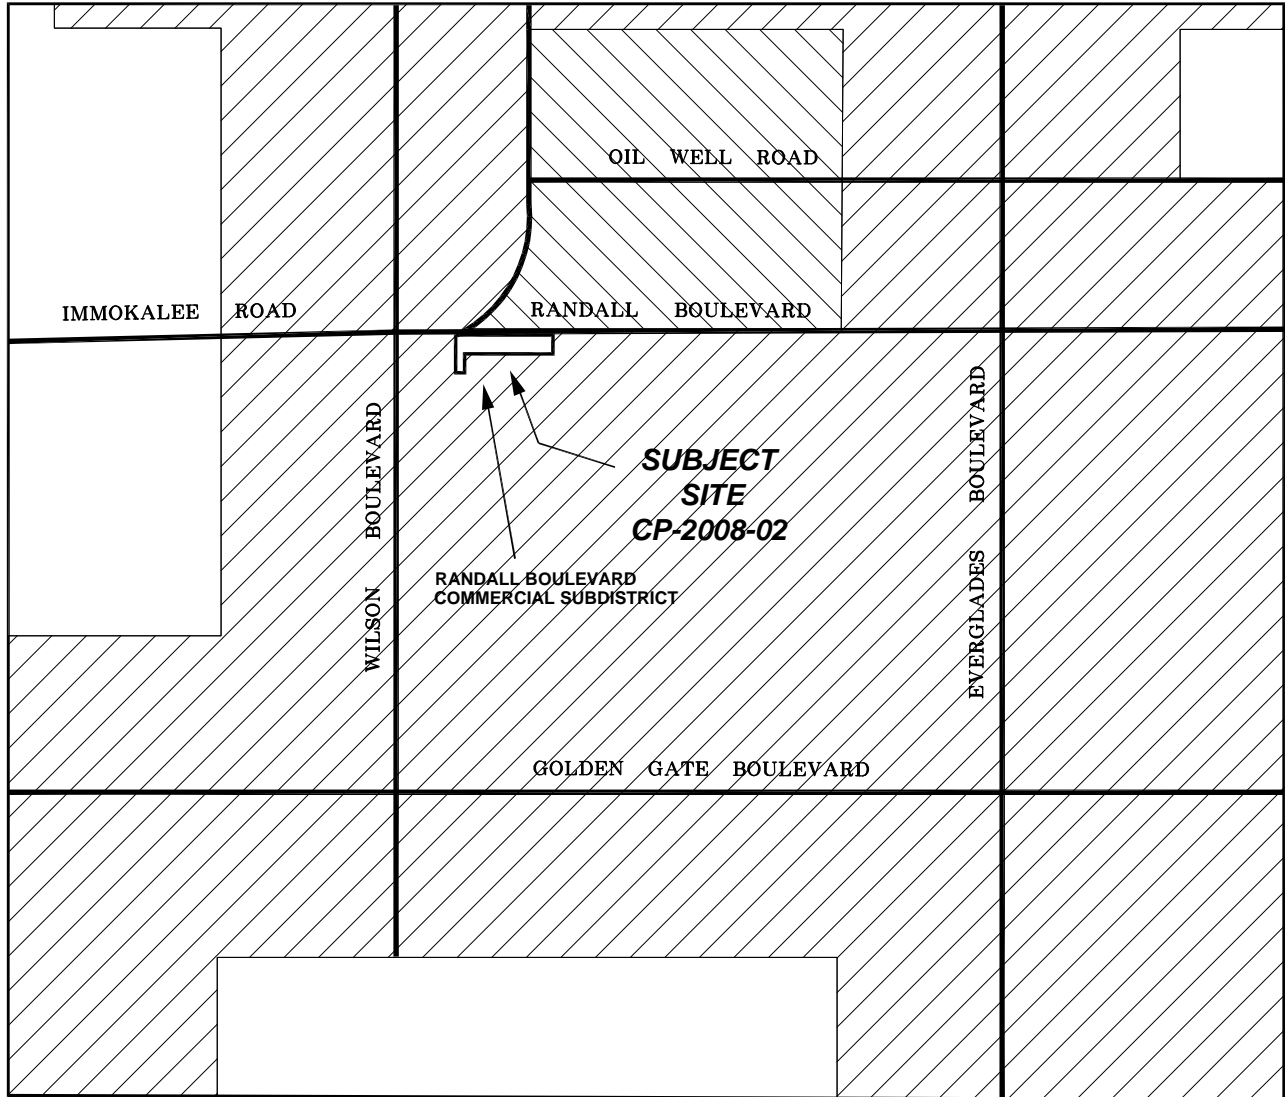 OIL WELL ROAD
IMMOKALEE ROAD
RANDALL BOULEVARD
WILSON BOULEVARD
EVERGLADES BOULEVARD
SUBJECT
SITE
CP-2008-02
RANDALL BOULEVARD
COMMERCIAL SUBDISTRICT
GOLDEN GATE BOULEVARD